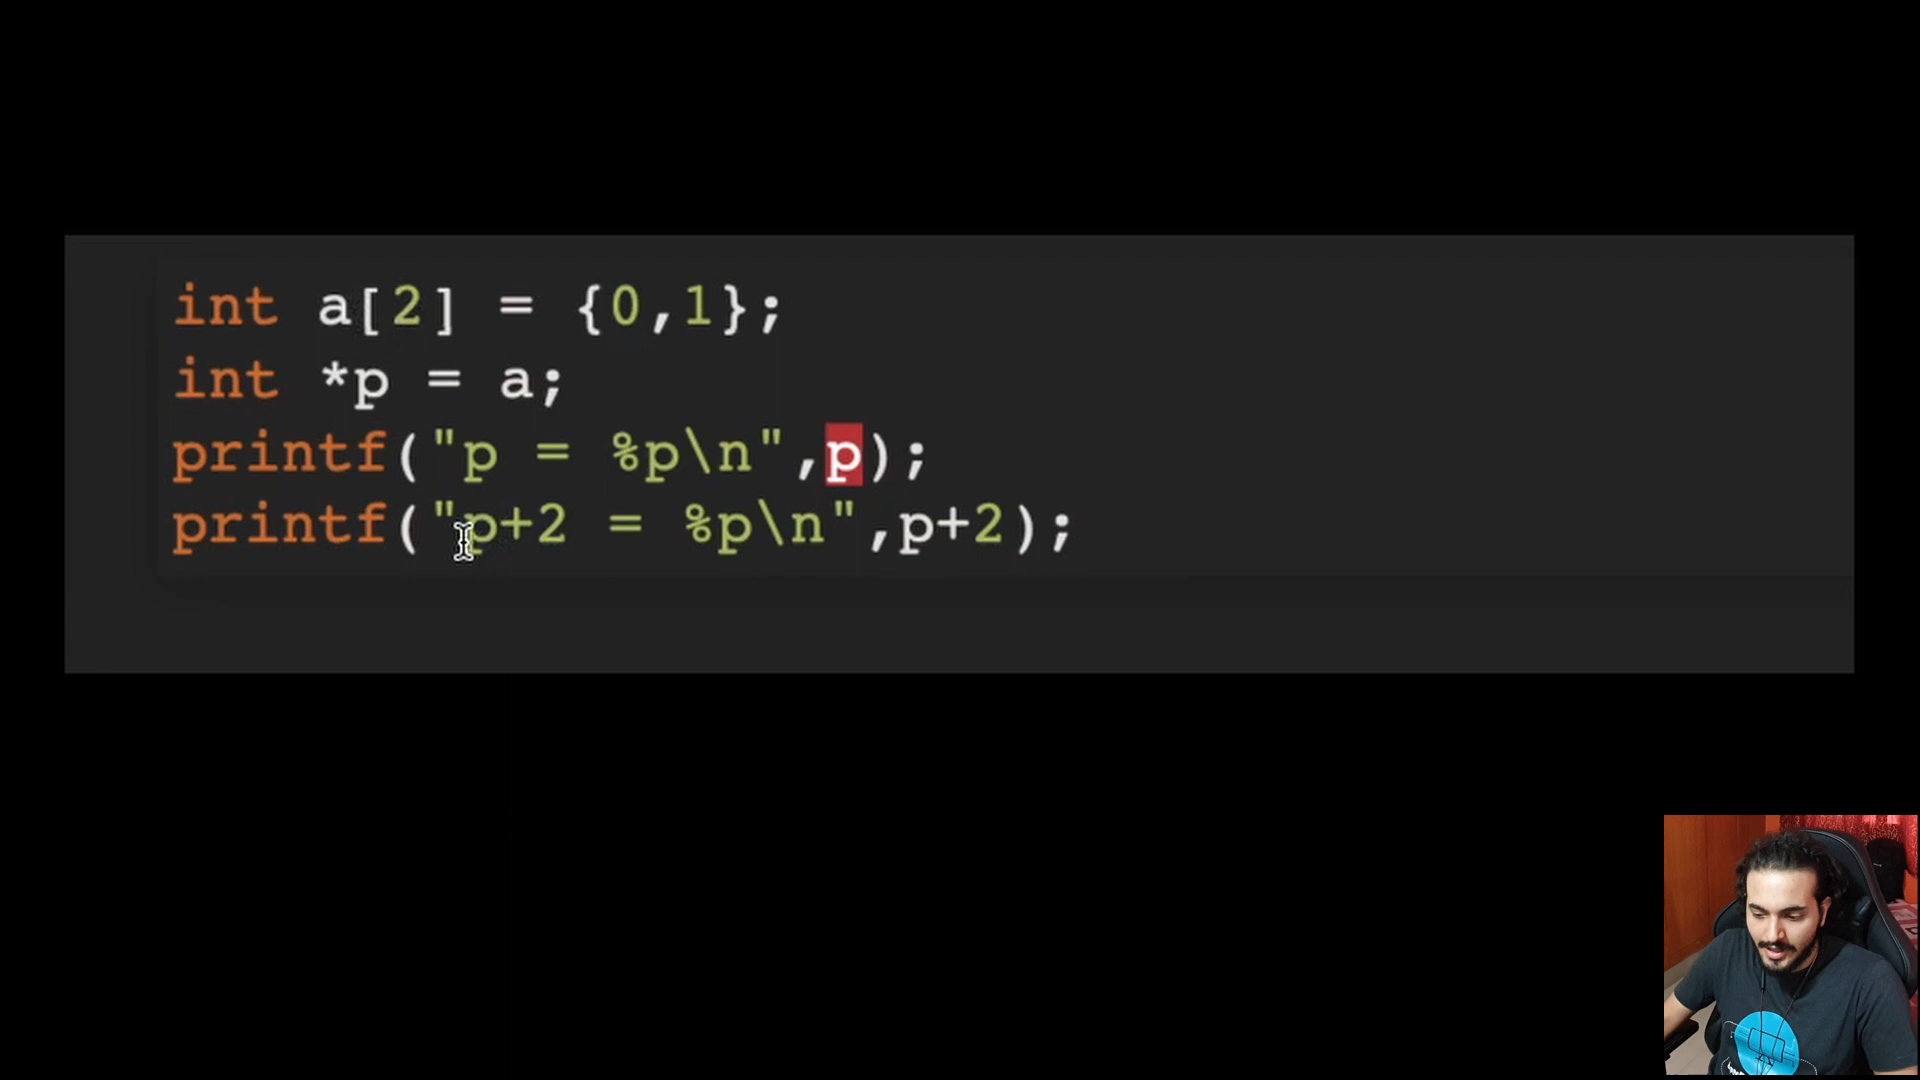 int a[2] = {0,1};
int *p = a;
printf("p = %p\n",p);
printf("p+2 = %p\n",p+2);